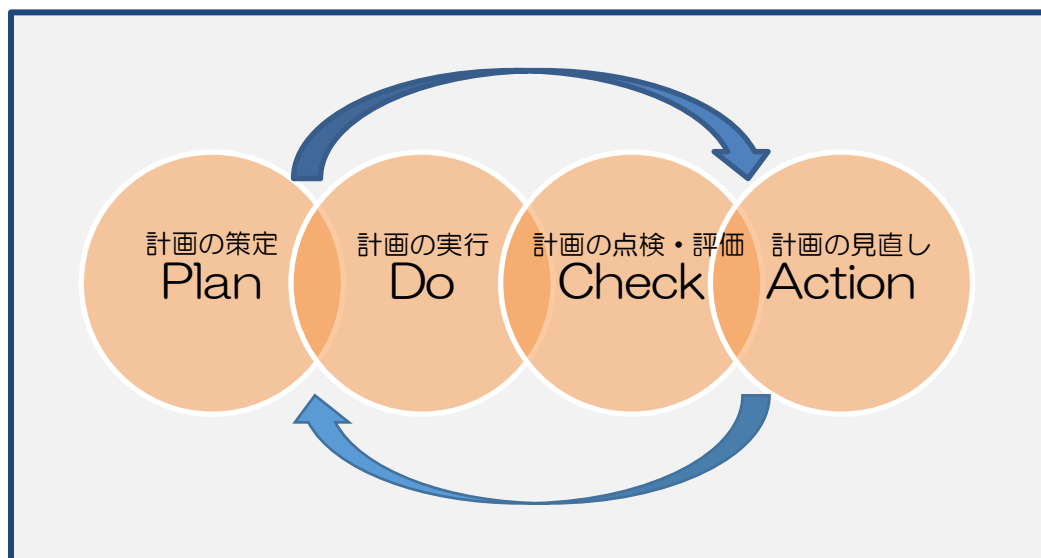 計画の策定
Plan
計画の実行
Do
計画の点検・評価
Check
計画の見直し
Action